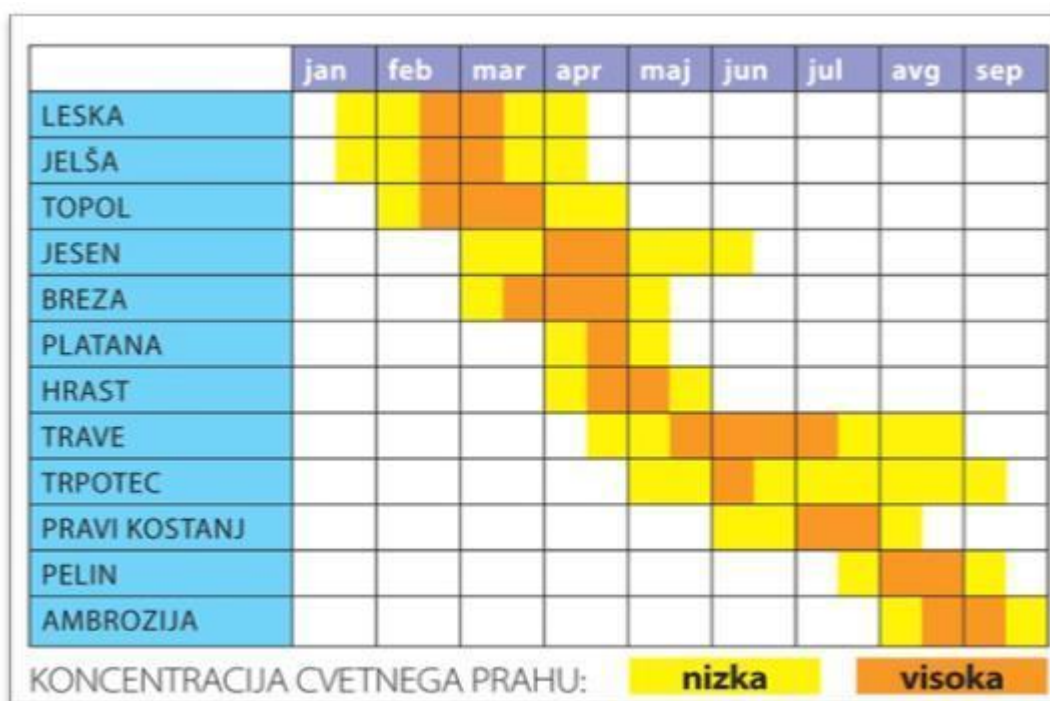 jan feb mar apr maj jun jul avg sep
LESKA
JELŠA
TOPOL
JESEN
BREZA
PLATANA
HRAST
TRAVE
TRPOTEC
PRAVI KOSTANJ
PELIN
AMBROZIJA
KONCENTRACIJA CVETNEGA PRAHU: nizka visoka